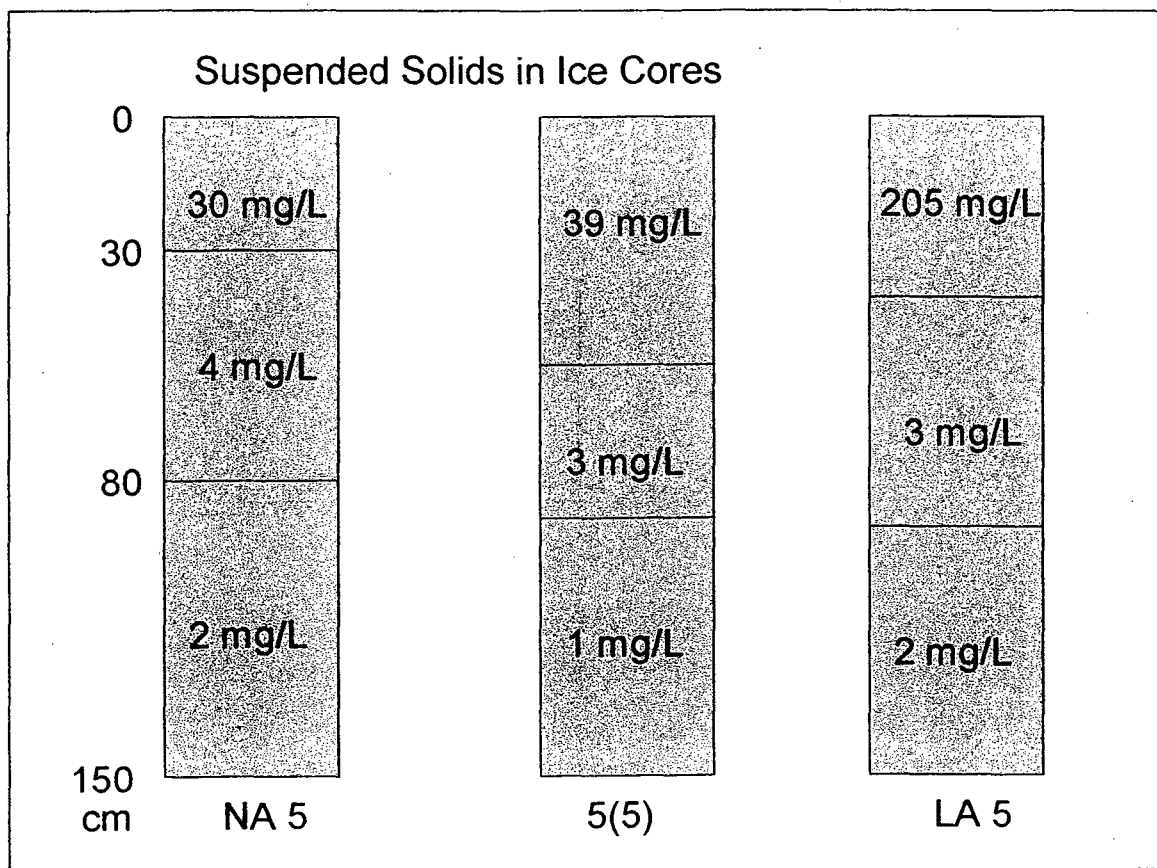 Suspended Solids in Ice Cores
0
30 mg/L
39 mg/L
205 mg/L
30
4 mg/L
3 mg/L
3 mg/L
80
2 mg/L
1 mg/L
2 mg/L
150
cm
NA 5
5(5)
LA 5